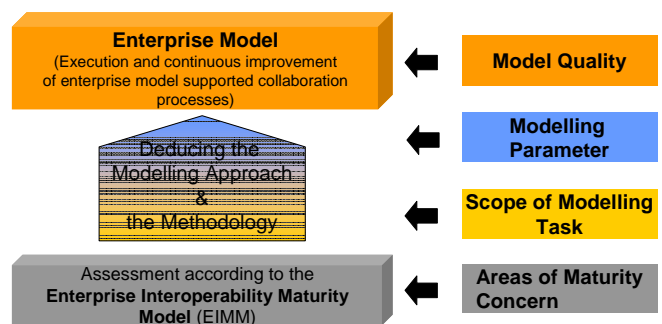 Enterprise Model
(Execution and continuous improvement
of enterprise model supported collaboration
processes)
Model Quality
Deducing the
Modelling Approach
&
the Methodology
Modelling
Parameter
Scope of Modelling
Task
Assessment according to the
Enterprise Interoperability Maturity
Model (EIMM)
Areas of Maturity
Concern